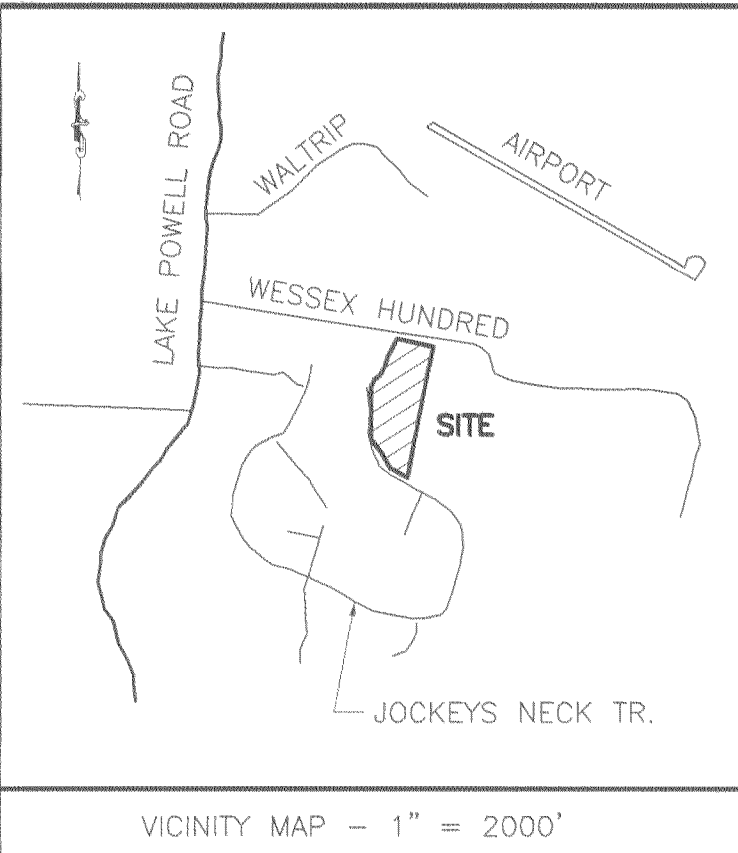 LAKE POWELL ROAD
WALTRIP
AIRPORT
WESSEX HUNDRED
SITE
JOCKEYS NECK TR.
VICINITY MAP - 1" = 2000'